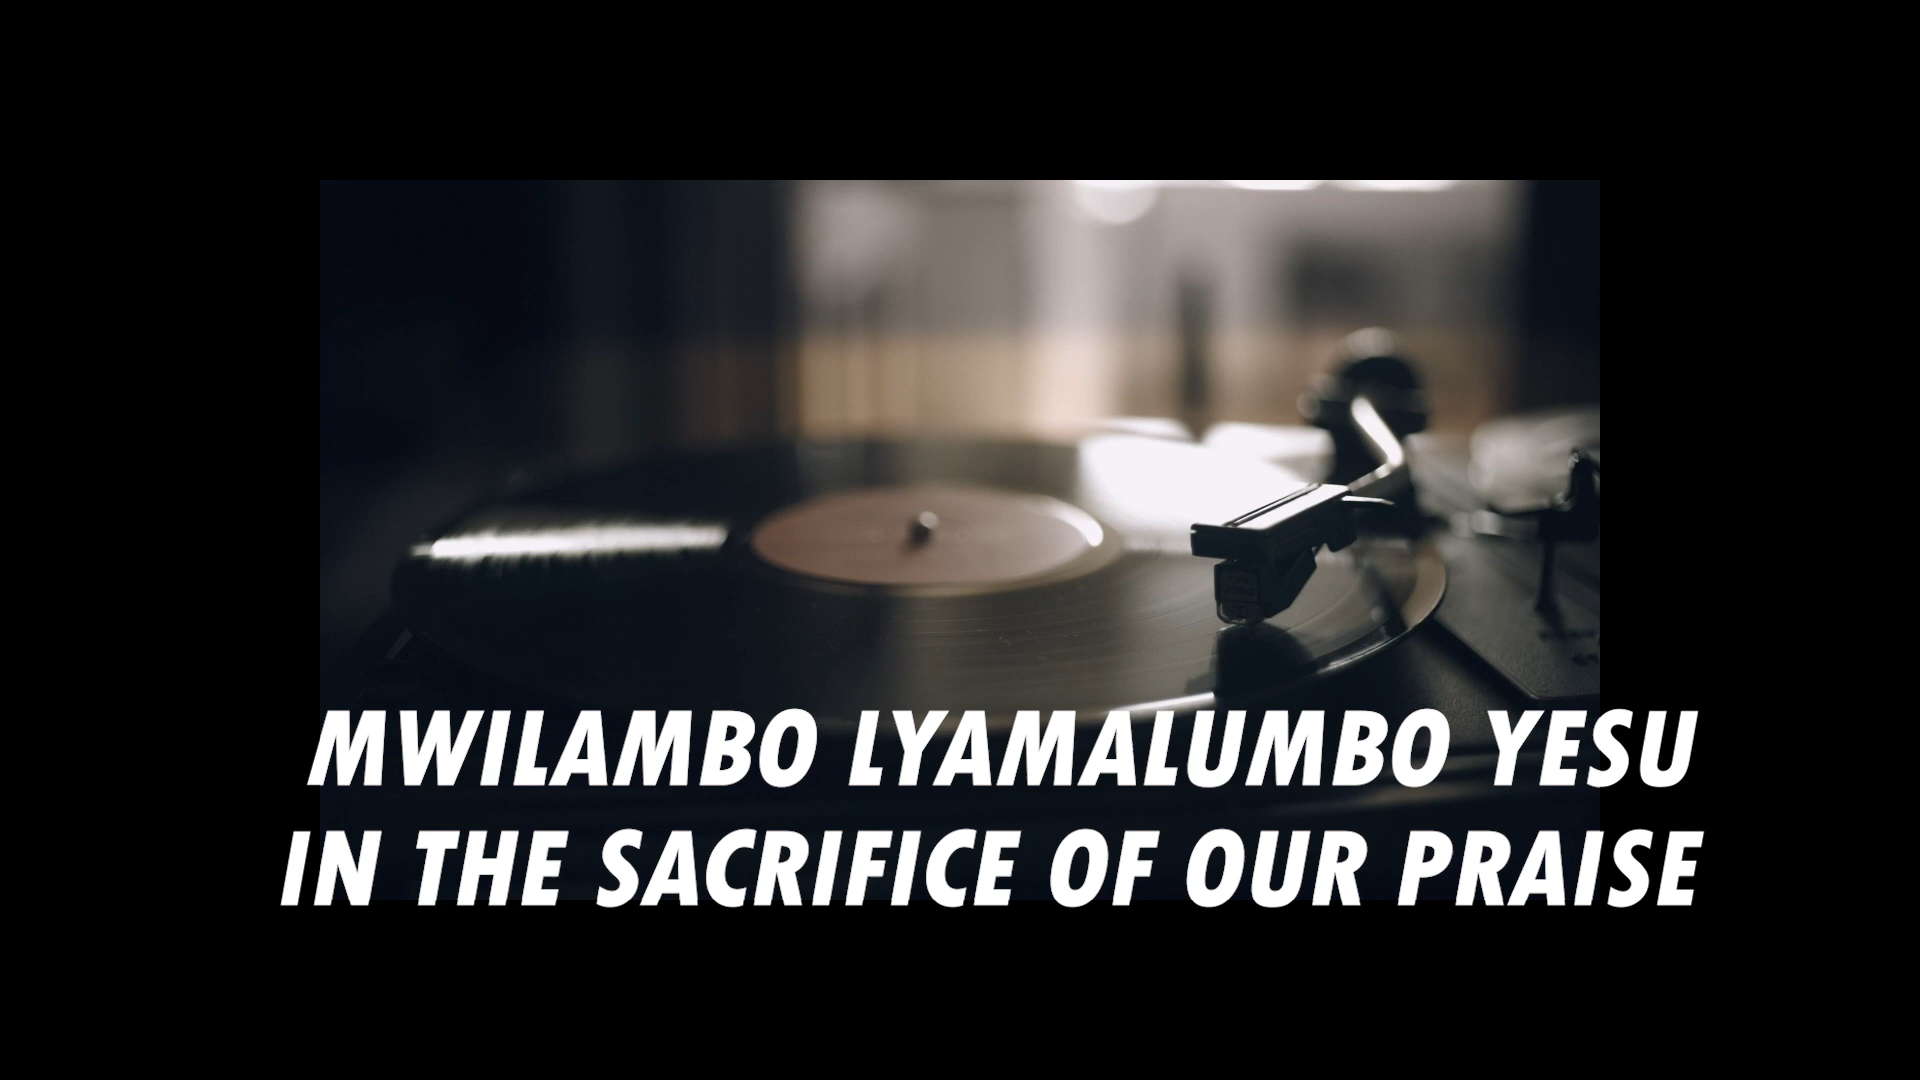 MWILAMBO LYAMALUMBO YESU
IN THE SACRIFICE OF OUR PRAISE